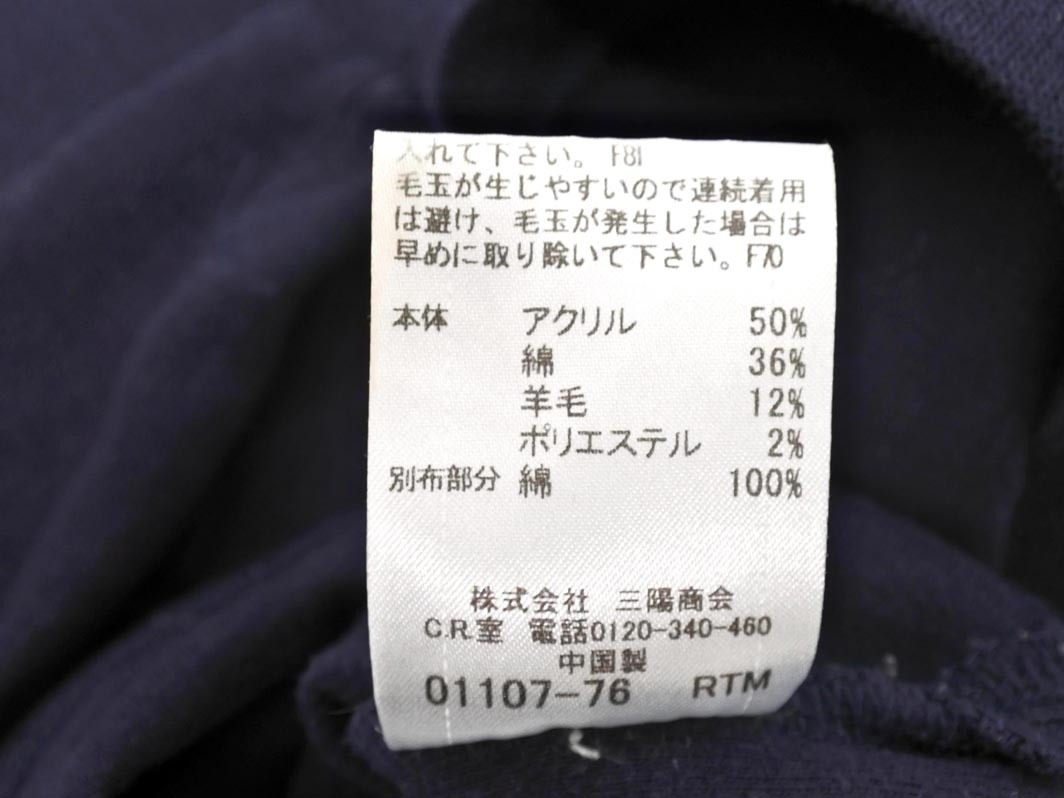 入れて下さい。 F81
毛玉が生じやすいので連続着用
は避け、毛玉が発生した場合は
早めに取り除いて下さい。F70
本体 アクリル 50%
綿 36%
羊毛 12%
ポリエステル 2%
別布部分 綿 100%
株式会社 三陽商会
C.R.室 電話0120-340-460
中国製
01107-76 RTM